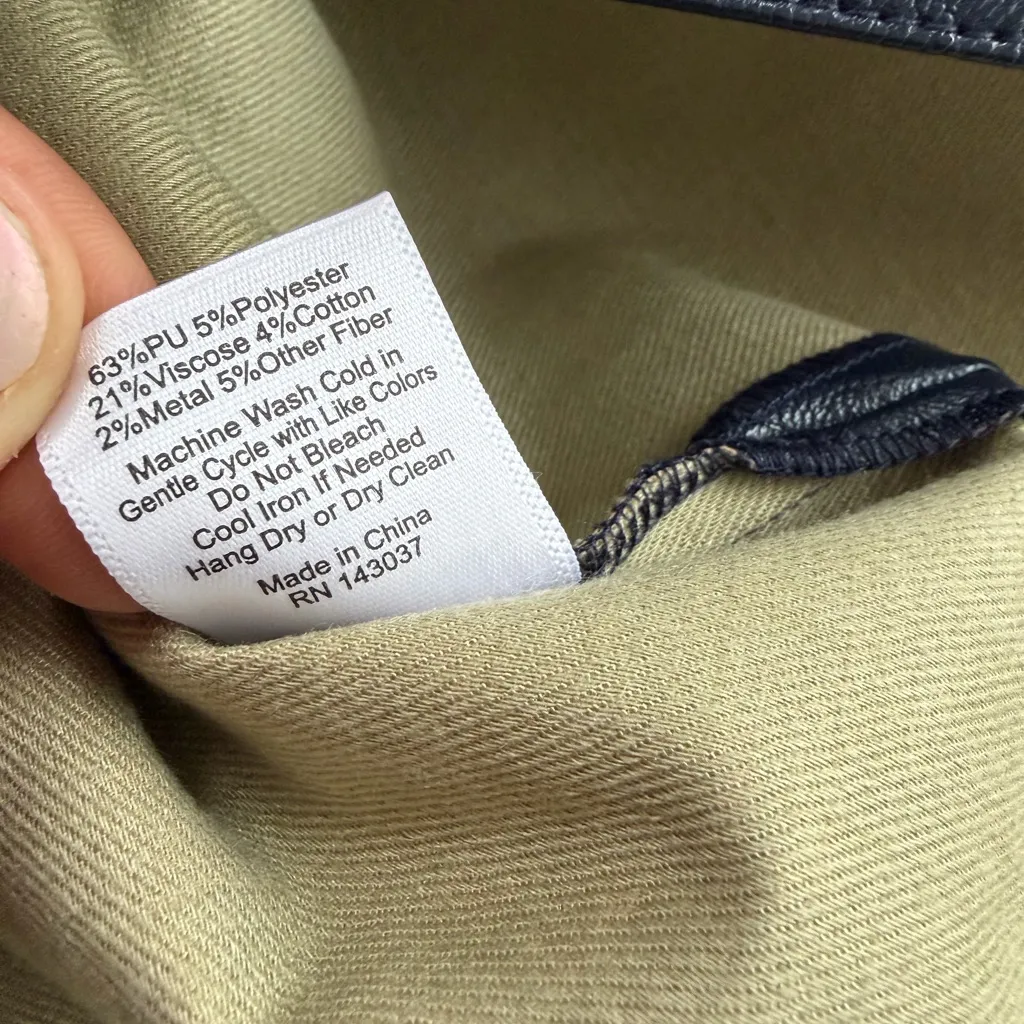 63%PU 5%Polyester
21%Viscose 4%Cotton
2%Metal 5%Other Fiber
Machine Wash Cold in
Gentle Cycle with Like Colors
Do Not Bleach
Cool Iron If Needed
Hang Dry or Dry Clean
Made in China
RN 143037